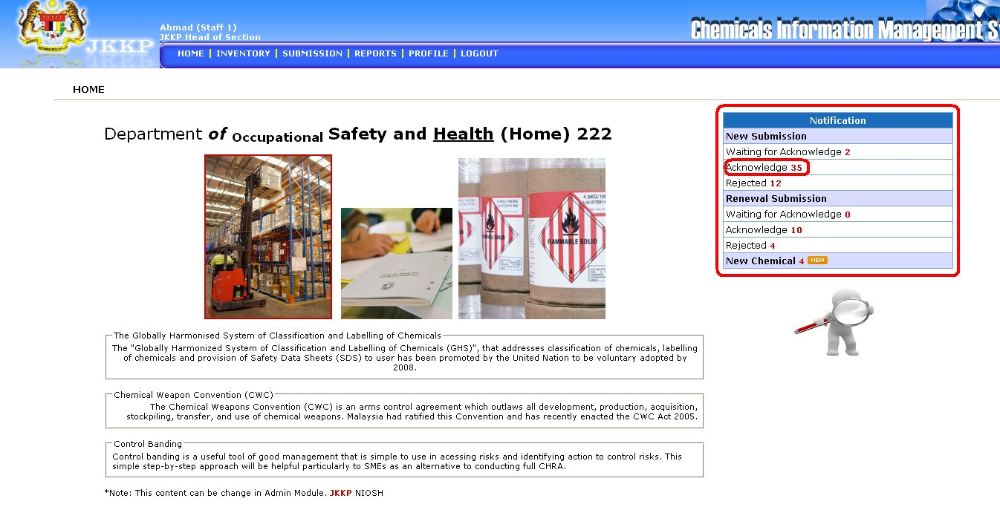 Ahmad (Staff 1)
JKKP Head of Section
JKKP
Chemicals Information Management S
HOME | INVENTORY | SUBMISSION | REPORTS | PROFILE | LOGOUT
HOME
Department of Occupational Safety and Health (Home) 222
Notification
New Submission
Waiting for Acknowledge 2
Acknowledge 35
Rejected 12
Renewal Submission
Waiting for Acknowledge 0
Acknowledge 10
Rejected 4
New Chemical 4 NEW
4.5KG/10
FLAMMABLE SOLID
The Globally Harmonised System of Classification and Labelling of Chemicals
The "Globally Harmonized System of Classification and Labelling of Chemicals (GHS)", that addresses classification of chemicals, labelling
of chemicals and provision of Safety Data Sheets (SDS) to user has been promoted by the United Nation to be voluntary adopted by
2008.
Chemical Weapon Convention (CWC)
The Chemical Weapons Convention (CWC) is an arms control agreement which outlaws all development, production, acquisition,
stockpiling, transfer, and use of chemical weapons. Malaysia had ratified this Convention and has recently enacted the CWC Act 2005.
Control Banding
Control banding is a useful tool of good management that is simple to use in acessing risks and identifying action to control risks. This
simple step-by-step approach will be helpful particularly to SMEs as an alternative to conducting full CHRA.
*Note: This content can be change in Admin Module. JKKP NIOSH